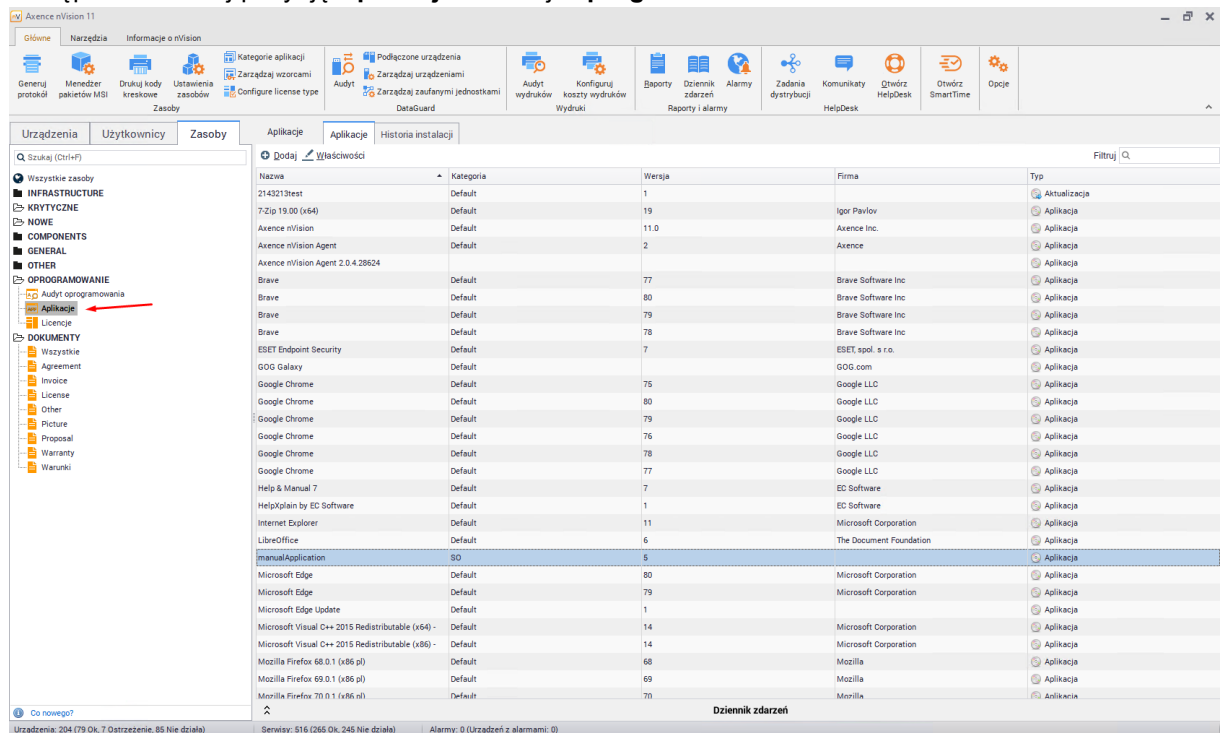 Axence nVision 11
Główne Narzędzia Informacje o nVision
Generuj protokół
Menedżer pakietów MSI
Drukuj kody kreskowe
Ustawienia zasobów
Kategorie aplikacji
Zarządzaj wzorcami
Configure license type
Zasoby
Audyt
Podłączone urządzenia
Zarządzaj urządzeniami
Zarządzaj zaufanymi jednostkami
DataGuard
Audyt wydruków
Konfiguruj koszty wydruków
Wydruki
Raporty
Dziennik zdarzeń
Alarmy
Raporty i alarmy
Zadania dystrybucji
Komunikaty
Otwórz HelpDesk
HelpDesk
Otwórz SmartTime
Opcje
Urządzenia Użytkownicy Zasoby
Szukaj (Ctrl+F)
Wszystkie zasoby
INFRASTRUCTURE
KRYTYCZNE
NOWE
COMPONENTS
GENERAL
OTHER
OPROGRAMOWANIE
Audyt oprogramowania
Aplikacje
Licencje
DOKUMENTY
Wszystkie
Agreement
Invoice
License
Other
Picture
Proposal
Warranty
Warunki
Co nowego?
Aplikacje Aplikacje Historia instalacji
Dodaj Właściwości Filtruj
Nazwa Kategoria Wersja Firma Typ
2143213test Default 1 Aktualizacja
7-Zip 19.00 (x64) Default 19 Igor Pavlov Aplikacja
Axence nVision Default 11.0 Axence Inc. Aplikacja
Axence nVision Agent Default 2 Axence Aplikacja
Axence nVision Agent 2.0.4.28624 Aplikacja
Brave Default 77 Brave Software Inc Aplikacja
Brave Default 80 Brave Software Inc Aplikacja
Brave Default 79 Brave Software Inc Aplikacja
Brave Default 78 Brave Software Inc Aplikacja
ESET Endpoint Security Default 7 ESET, spol. s r.o. Aplikacja
GOG Galaxy Default GOG.com Aplikacja
Google Chrome Default 75 Google LLC Aplikacja
Google Chrome Default 80 Google LLC Aplikacja
Google Chrome Default 79 Google LLC Aplikacja
Google Chrome Default 76 Google LLC Aplikacja
Google Chrome Default 78 Google LLC Aplikacja
Google Chrome Default 77 Google LLC Aplikacja
Help & Manual 7 Default 7 EC Software Aplikacja
HelpXplain by EC Software Default 1 EC Software Aplikacja
Internet Explorer Default 11 Microsoft Corporation Aplikacja
LibreOffice Default 6 The Document Foundation Aplikacja
manualApplication SO 5 Aplikacja
Microsoft Edge Default 80 Microsoft Corporation Aplikacja
Microsoft Edge Default 79 Microsoft Corporation Aplikacja
Microsoft Edge Update Default 1 Aplikacja
Microsoft Visual C++ 2015 Redistributable (x64) - Default 14 Microsoft Corporation Aplikacja
Microsoft Visual C++ 2015 Redistributable (x86) - Default 14 Microsoft Corporation Aplikacja
Mozilla Firefox 68.0.1 (x86 pl) Default 68 Mozilla Aplikacja
Mozilla Firefox 69.0.1 (x86 pl) Default 69 Mozilla Aplikacja
Mozilla Firefox 70.0.1 (x86 pl) Default 70 Mozilla Aplikacja
Dziennik zdarzeń
Urządzenia: 204 (79 Ok, 7 Ostrzeżenie, 85 Nie działa) Serwisy: 516 (265 Ok, 245 Nie działa) Alarmy: 0 (Urządzeń z alarmami: 0)